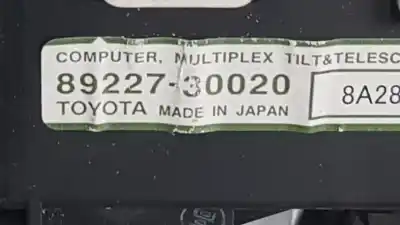 COMPUTER, MULTIPLEX TILT&TELESC
89227-30020
8A28
TOYOTA MADE IN JAPAN